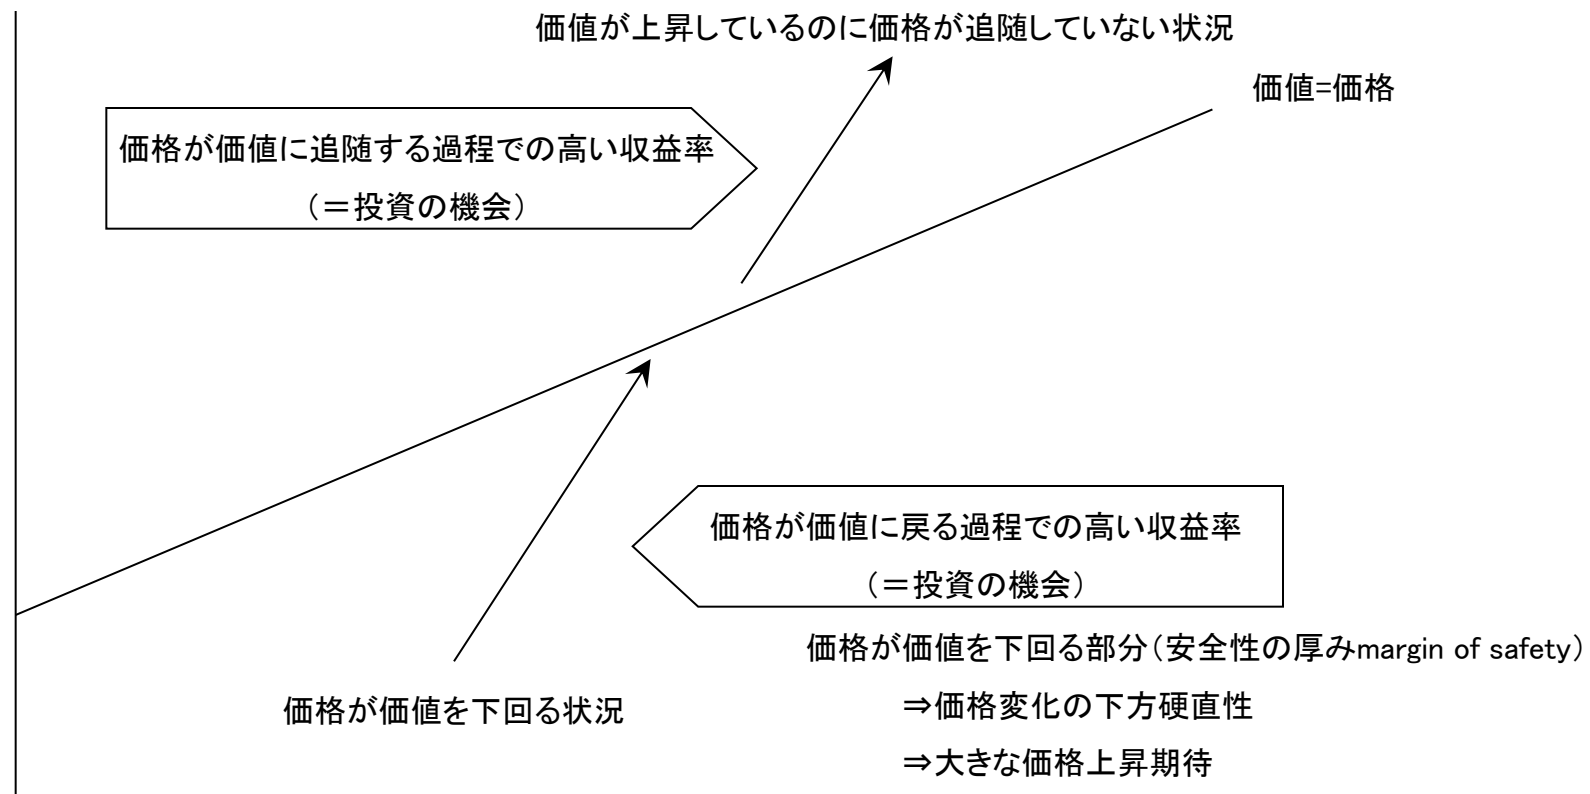 価値が上昇しているのに価格が追随していない状況
価値=価格
価格が価値に追随する過程での高い収益率
（＝投資の機会）
価格が価値に戻る過程での高い収益率
（＝投資の機会）
価格が価値を下回る部分（安全性の厚みmargin of safety）
価格が価値を下回る状況
⇒価格変化の下方硬直性
⇒大きな価格上昇期待